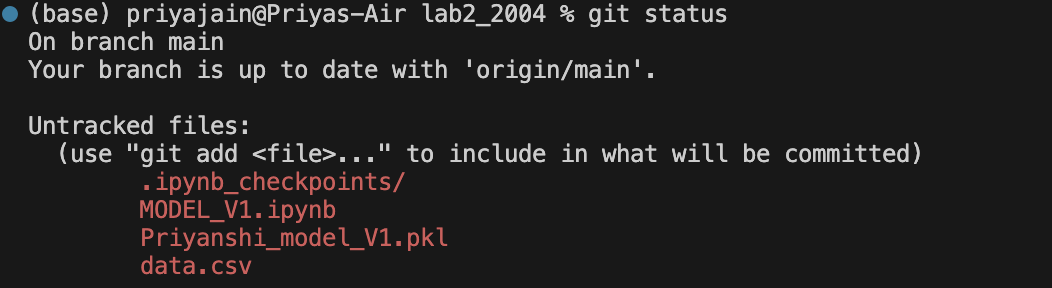 (base) priyajain@Priyas-Air lab2_2004 % git status
On branch main
Your branch is up to date with 'origin/main'.
Untracked files:
(use "git add <file>..." to include in what will be committed)
.ipynb_checkpoints/
MODEL_V1.ipynb
Priyanshi_model_V1.pkl
data.csv